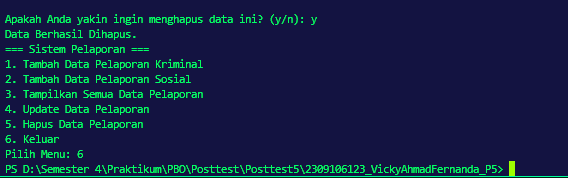 Apakah Anda yakin ingin menghapus data ini? (y/n): y
Data Berhasil Dihapus.
=== Sistem Pelaporan ===
1. Tambah Data Pelaporan Kriminal
2. Tambah Data Pelaporan Sosial
3. Tampilkan Semua Data Pelaporan
4. Update Data Pelaporan
5. Hapus Data Pelaporan
6. Keluar
Pilih Menu: 6
PS D:\Semester 4\Praktikum\PBO\Posttest\Posttest5\2309106123_VickyAhmadFernanda_P5>